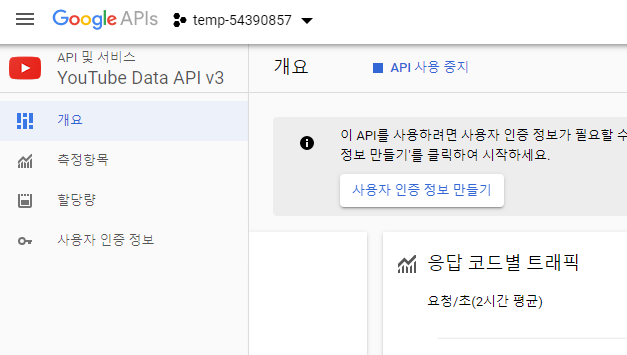 Google APIs
temp-54390857
API 및 서비스
YouTube Data API v3
개요
API 사용 중지
개요
측정항목
할당량
사용자 인증 정보
이 API를 사용하려면 사용자 인증 정보가 필요할 수
정보 만들기'를 클릭하여 시작하세요.
사용자 인증 정보 만들기
응답 코드별 트래픽
요청/초(2시간 평균)